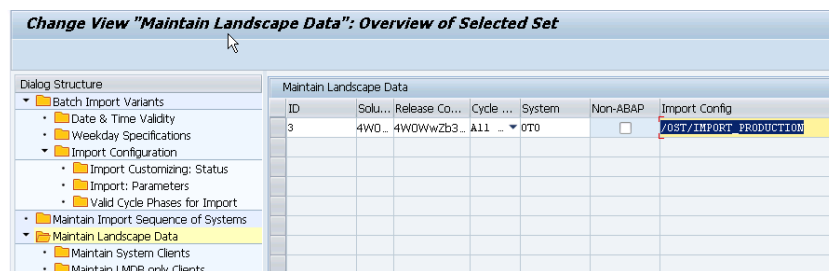 Change View "Maintain Landscape Data": Overview of Selected Set
Dialog Structure
Batch Import Variants
Date & Time Validity
Weekday Specifications
Import Configuration
Import Customizing: Status
Import: Parameters
Valid Cycle Phases for Import
Maintain Import Sequence of Systems
Maintain Landscape Data
Maintain System Clients
Maintain LMDB only Clients
Maintain Landscape Data
ID Solu... Release Co... Cycle ... System Non-ABAP Import Config
3 4W0... 4W0WwZb3... All ... 0T0 /OST/IMPORT_PRODUCTION